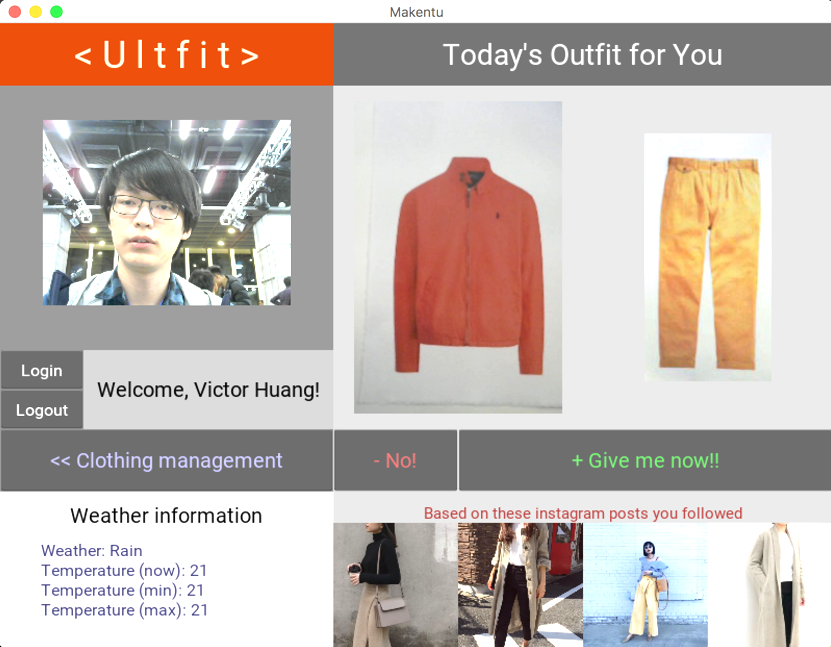 Makentu
< U l t f i t >
Today's Outfit for You
Login
Logout
Welcome, Victor Huang!
<< Clothing management
- No!
+ Give me now!!
Weather information
Weather: Rain
Temperature (now): 21
Temperature (min): 21
Temperature (max): 21
Based on these instagram posts you followed